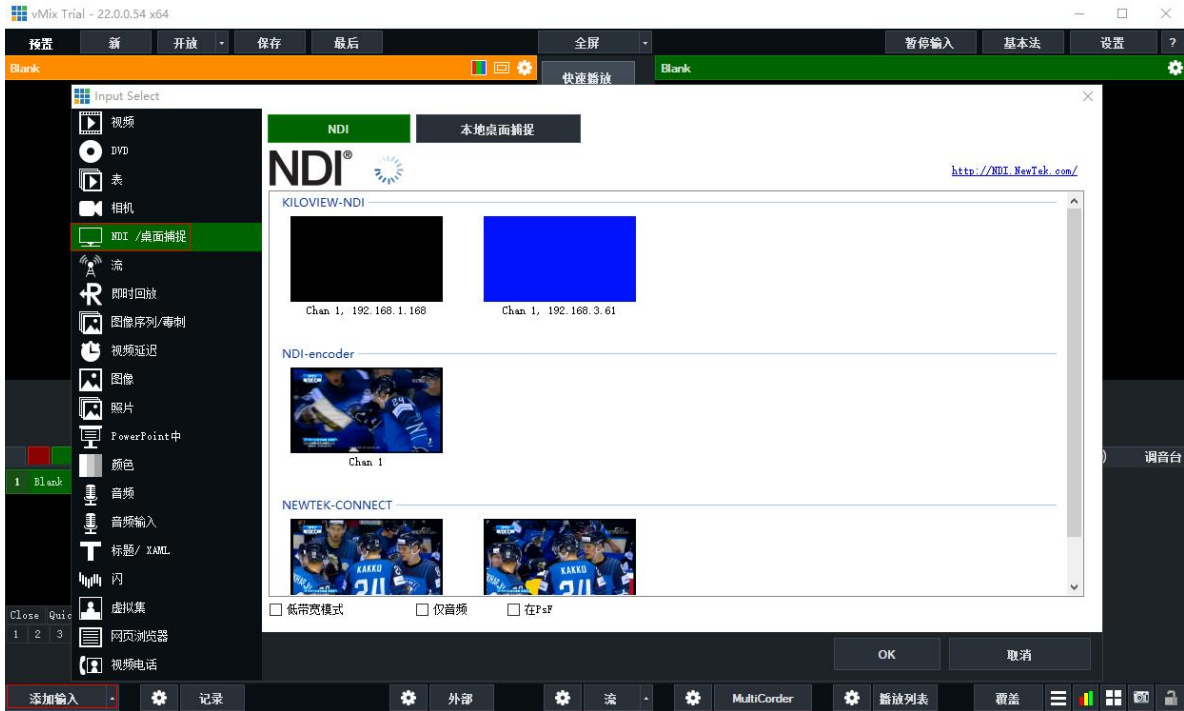 vMix Trial - 22.0.0.54 x64
预置 新 开放 保存 最后 全屏 暂停输入 基本法 设置 ?
Blank 快速播放 Blank
Input Select
视频
DVD
表
相机
NDI /桌面捕捉
流
即时回放
图像序列/毒刺
视频延迟
图像
照片
PowerPoint中
颜色
音频
音频输入
标题/ XAML
闪
虚拟集
网页浏览器
视频电话
NDI 本地桌面捕捉
NDI®
http://NDI.NewTek.com/
KILOVIEW-NDI
Chan 1, 192.168.1.168 Chan 1, 192.168.3.61
NDI-encoder
24
Chan 1
NEWTEK-CONNECT
KAKKO
24
KAKKO
24
低带宽模式 仅音频 在PsF
OK 取消
调音台
1 Blank
Close Quic
1 2 3
添加输入 记录 外部 流 MultiCorder 播放列表 覆盖